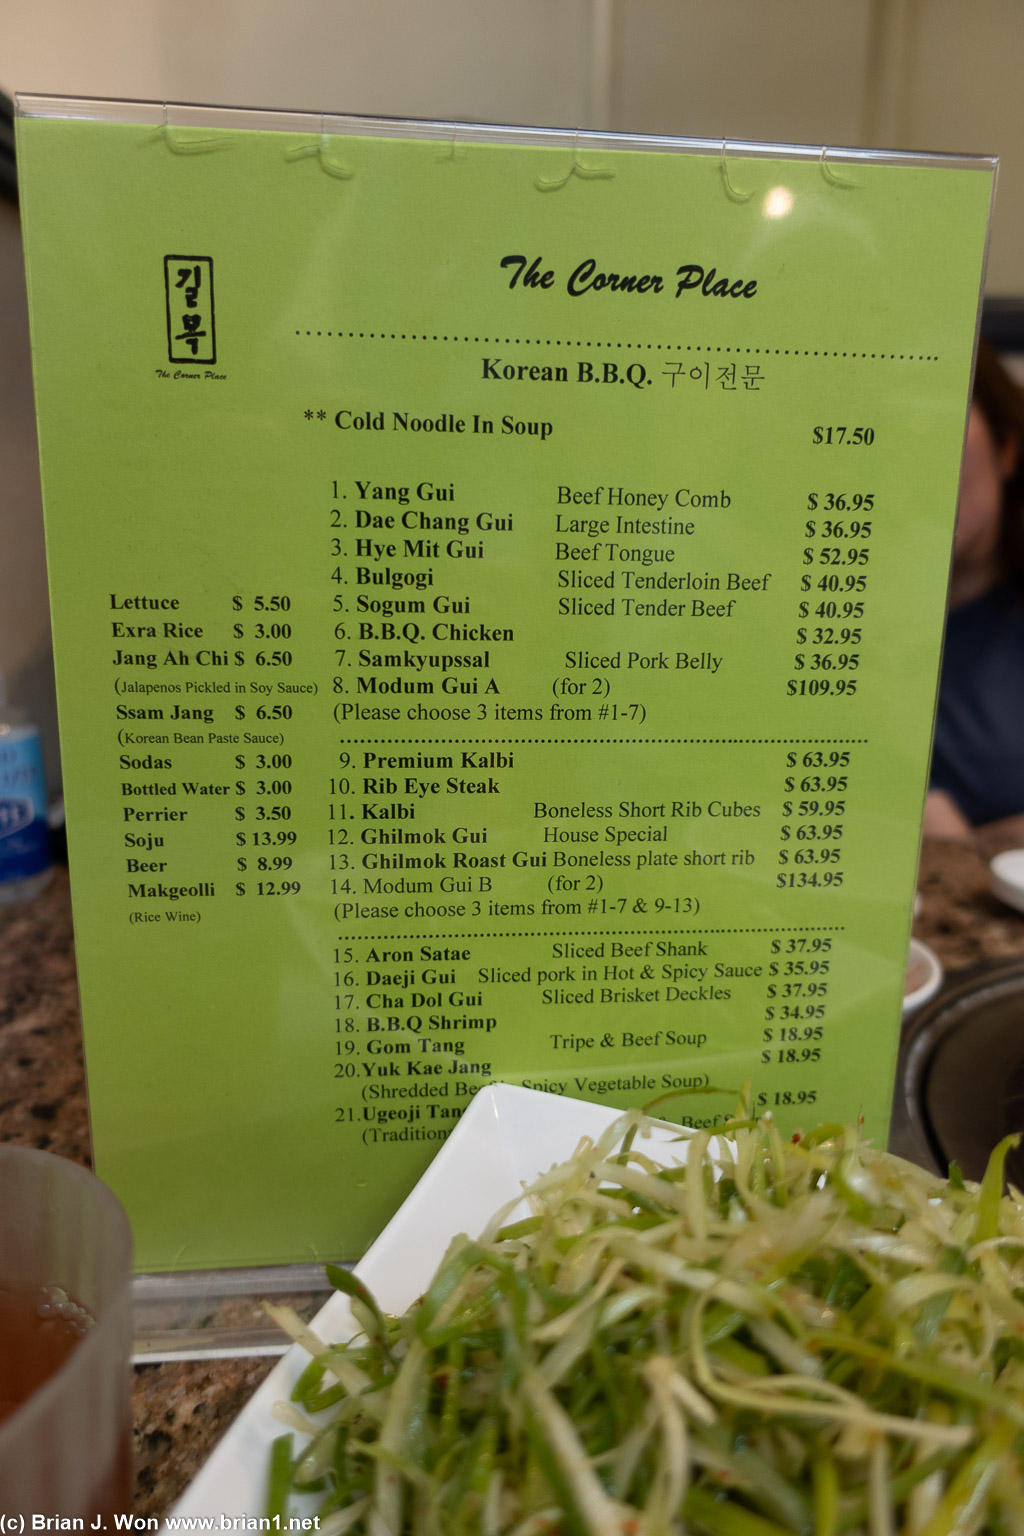 길목
The Corner Place
The Corner Place
Korean B.B.Q. 구이전문
** Cold Noodle In Soup $17.50
1. Yang Gui Beef Honey Comb $ 36.95
2. Dae Chang Gui Large Intestine $ 36.95
3. Hye Mit Gui Beef Tongue $ 52.95
4. Bulgogi Sliced Tenderloin Beef $ 40.95
5. Sogum Gui Sliced Tender Beef $ 40.95
6. B.B.Q. Chicken $ 32.95
7. Samkyupssal Sliced Pork Belly $ 36.95
8. Modum Gui A (for 2) $109.95
(Please choose 3 items from #1-7)
9. Premium Kalbi $ 63.95
10. Rib Eye Steak $ 63.95
11. Kalbi Boneless Short Rib Cubes $ 59.95
12. Ghilmok Gui House Special $ 63.95
13. Ghilmok Roast Gui Boneless plate short rib $ 63.95
14. Modum Gui B (for 2) $134.95
(Please choose 3 items from #1-7 & 9-13)
15. Aron Satae Sliced Beef Shank $ 37.95
16. Daeji Gui Sliced pork in Hot & Spicy Sauce $ 35.95
17. Cha Dol Gui Sliced Brisket Deckles $ 37.95
18. B.B.Q Shrimp $ 34.95
19. Gom Tang Tripe & Beef Soup $ 18.95
20.Yuk Kae Jang $ 18.95
(Shredded Spicy Vegetable Soup)
21.Ugeoji $ 18.95
Beef
Lettuce $ 5.50
Exra Rice $ 3.00
Jang Ah Chi $ 6.50
(Jalapenos Pickled in Soy Sauce)
Ssam Jang $ 6.50
(Korean Bean Paste Sauce)
Sodas $ 3.00
Bottled Water $ 3.00
Perrier $ 3.50
Soju $ 13.99
Beer $ 8.99
Makgeolli $ 12.99
(Rice Wine)
(c) Brian J. Won www.brian1.net